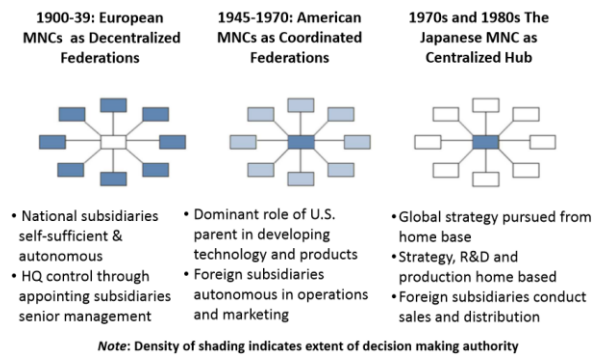 1900-39: European
MNCs as Decentralized
Federations
1945-1970: American
MNCs as Coordinated
Federations
1970s and 1980s The
Japanese MNC as
Centralized Hub
• National subsidiaries
self-sufficient &
autonomous
• HQ control through
appointing subsidiaries
senior management
• Dominant role of U.S.
parent in developing
technology and products
• Foreign subsidiaries
autonomous in operations
and marketing
• Global strategy pursued from
home base
• Strategy, R&D and
production home based
• Foreign subsidiaries conduct
sales and distribution
Note: Density of shading indicates extent of decision making authority